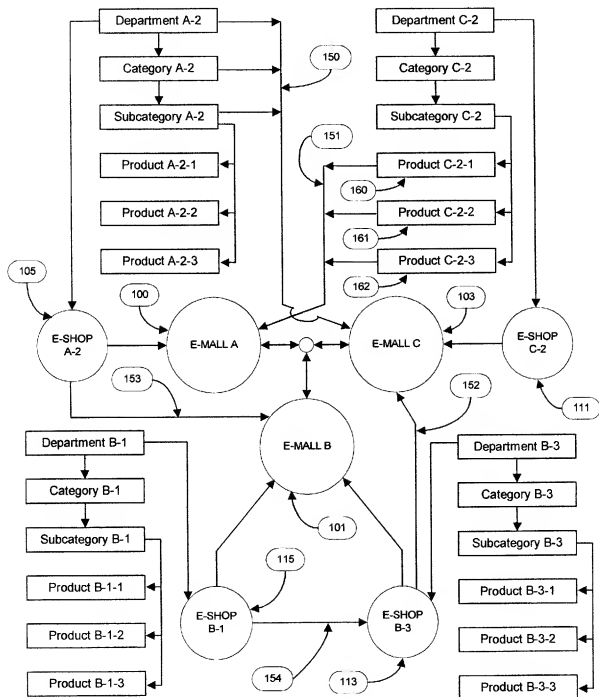 Department A-2
Category A-2
Subcategory A-2
Product A-2-1
Product A-2-2
Product A-2-3
150
151
Department C-2
Category C-2
Subcategory C-2
Product C-2-1
160
Product C-2-2
161
Product C-2-3
162
105
100
103
E-SHOP
A-2
E-MALL A
E-MALL C
E-SHOP
C-2
153
152
111
E-MALL B
101
Department B-1
Category B-1
Subcategory B-1
Product B-1-1
Product B-1-2
Product B-1-3
115
E-SHOP
B-1
154
E-SHOP
B-3
113
Department B-3
Category B-3
Subcategory B-3
Product B-3-1
Product B-3-2
Product B-3-3